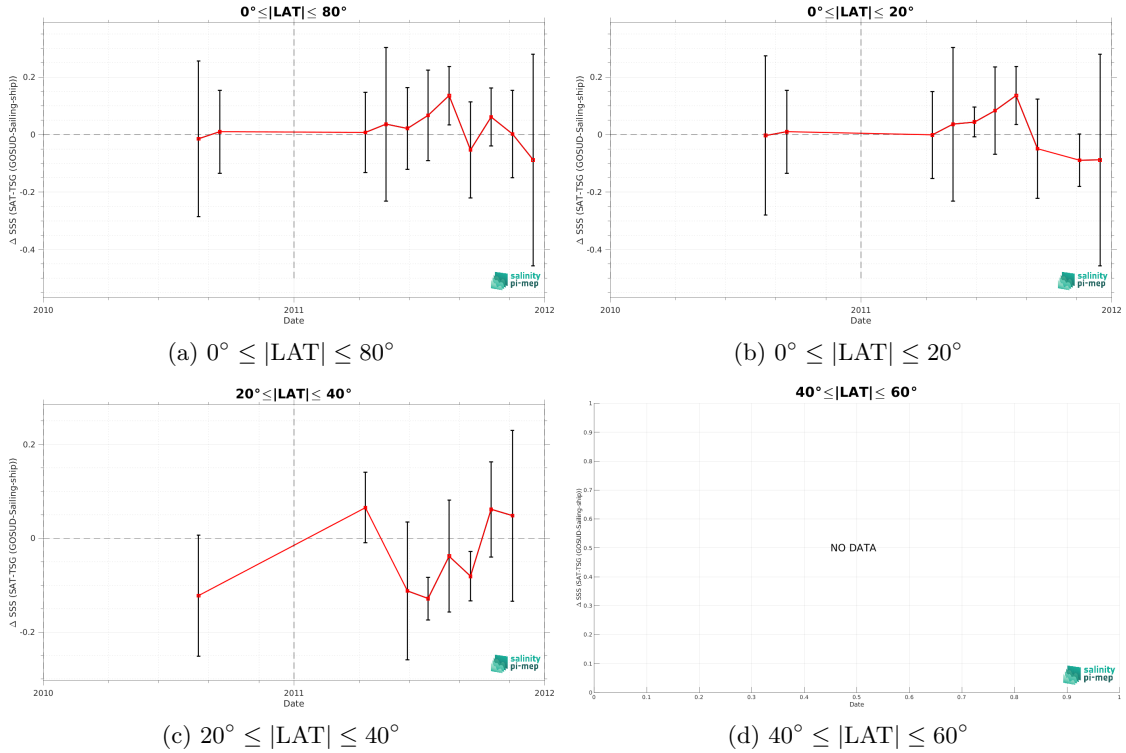 0°≤|LAT|≤ 80°
Δ SSS (SAT-TSG (GOSUD-Sailing-ship))
0.2
0
-0.2
-0.4
2010
2011
2012
Date
salinity
pi-mep
(a) 0° ≤ |LAT| ≤ 80°
0°≤|LAT|≤ 20°
Δ SSS (SAT-TSG (GOSUD-Sailing-ship))
0.2
0
-0.2
-0.4
2010
2011
2012
Date
salinity
pi-mep
(b) 0° ≤ |LAT| ≤ 20°
20°≤|LAT|≤ 40°
Δ SSS (SAT-TSG (GOSUD-Sailing-ship))
0.2
0
-0.2
2010
2011
2012
Date
salinity
pi-mep
(c) 20° ≤ |LAT| ≤ 40°
40°≤|LAT|≤ 60°
Δ SSS (SAT-TSG (GOSUD-Sailing-ship))
1
0.9
0.8
0.7
0.6
0.5
0.4
0.3
0.2
0.1
0
NO DATA
0 0.1 0.2 0.3 0.4 0.5 0.6 0.7 0.8 0.9 1
Date
salinity
pi-mep
(d) 40° ≤ |LAT| ≤ 60°